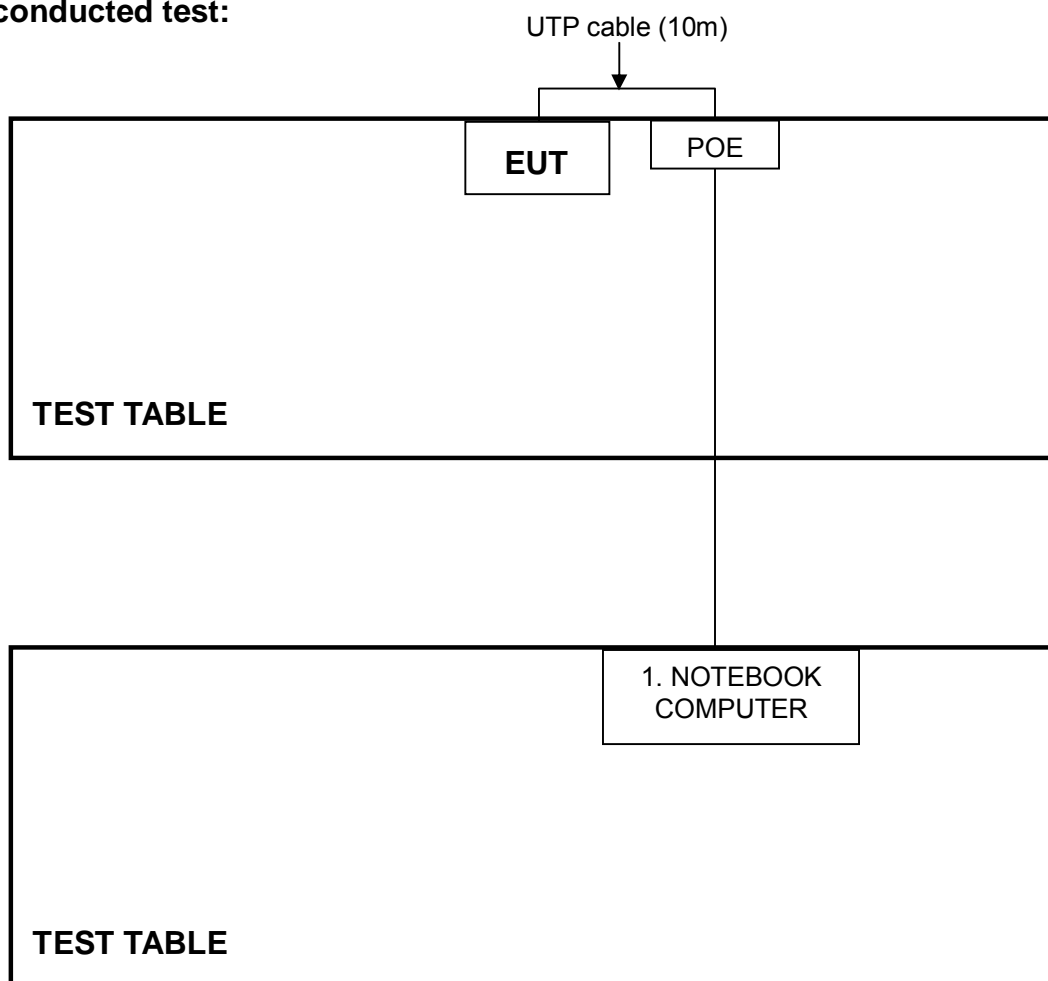 conducted test:
UTP cable (10m)
EUT
POE
TEST TABLE
1. NOTEBOOK
COMPUTER
TEST TABLE